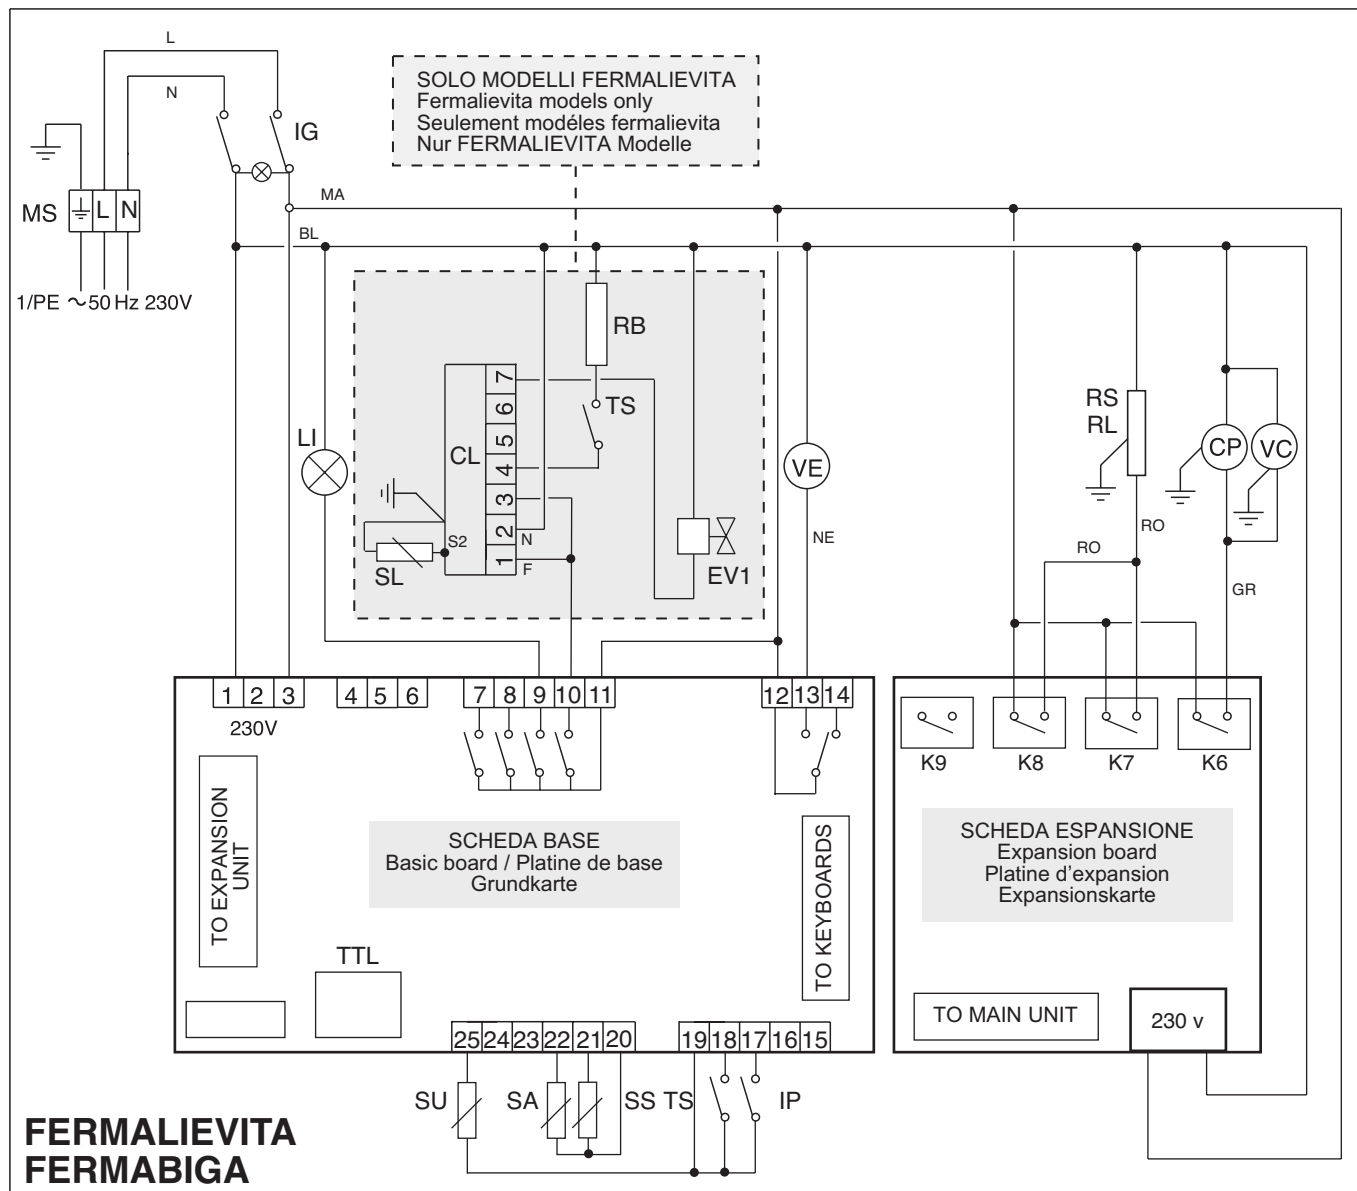 L
N
IG
MS
L N
1/PE ~50 Hz 230V
SOLO MODELLI FERMALIEVITA
Fermalievita models only
Seulement modéles fermalievita
Nur FERMALIEVITA Modelle
MA
BL
LI
RB
TS
CL
7
6
5
4
3
2
1
N
F
S2
SL
EV1
VE
NE
RS
RL
CP
VC
RO
RO
GR
1 2 3
230V
4 5 6
7 8 9 10 11
12 13 14
K9
K8
K7
K6
TO EXPANSION
UNIT
SCHEDA BASE
Basic board / Platine de base
Grundkarte
TO KEYBOARDS
SCHEDA ESPANSIONE
Expansion board
Platine d'expansion
Expansionskarte
TTL
TO MAIN UNIT
230 v
25 24 23 22 21 20
19 18 17 16 15
SU
SA
SS
TS
IP
FERMALIEVITA
FERMABIGA